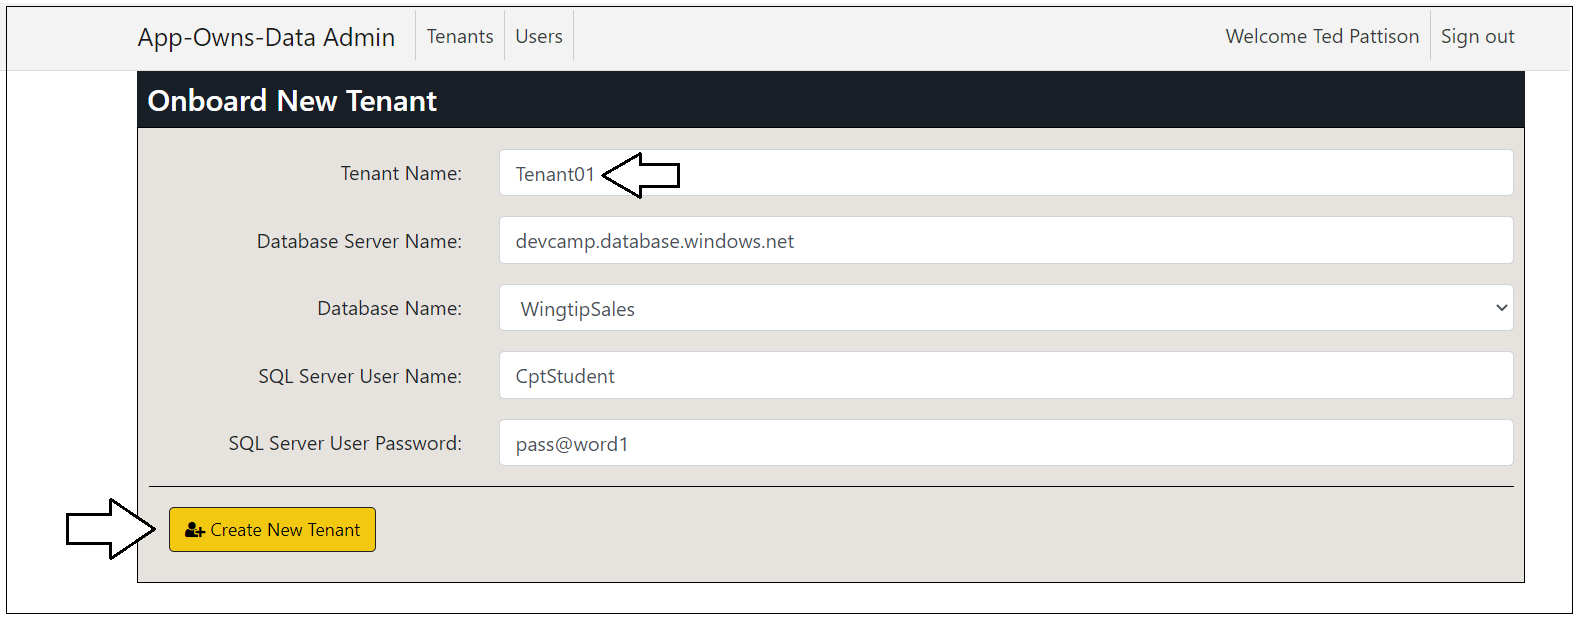 App-Owns-Data Admin Tenants Users Welcome Ted Pattison Sign out
Onboard New Tenant
Tenant Name: Tenant01
Database Server Name: devcamp.database.windows.net
Database Name: WingtipSales
SQL Server User Name: CptStudent
SQL Server User Password: pass@word1
Create New Tenant